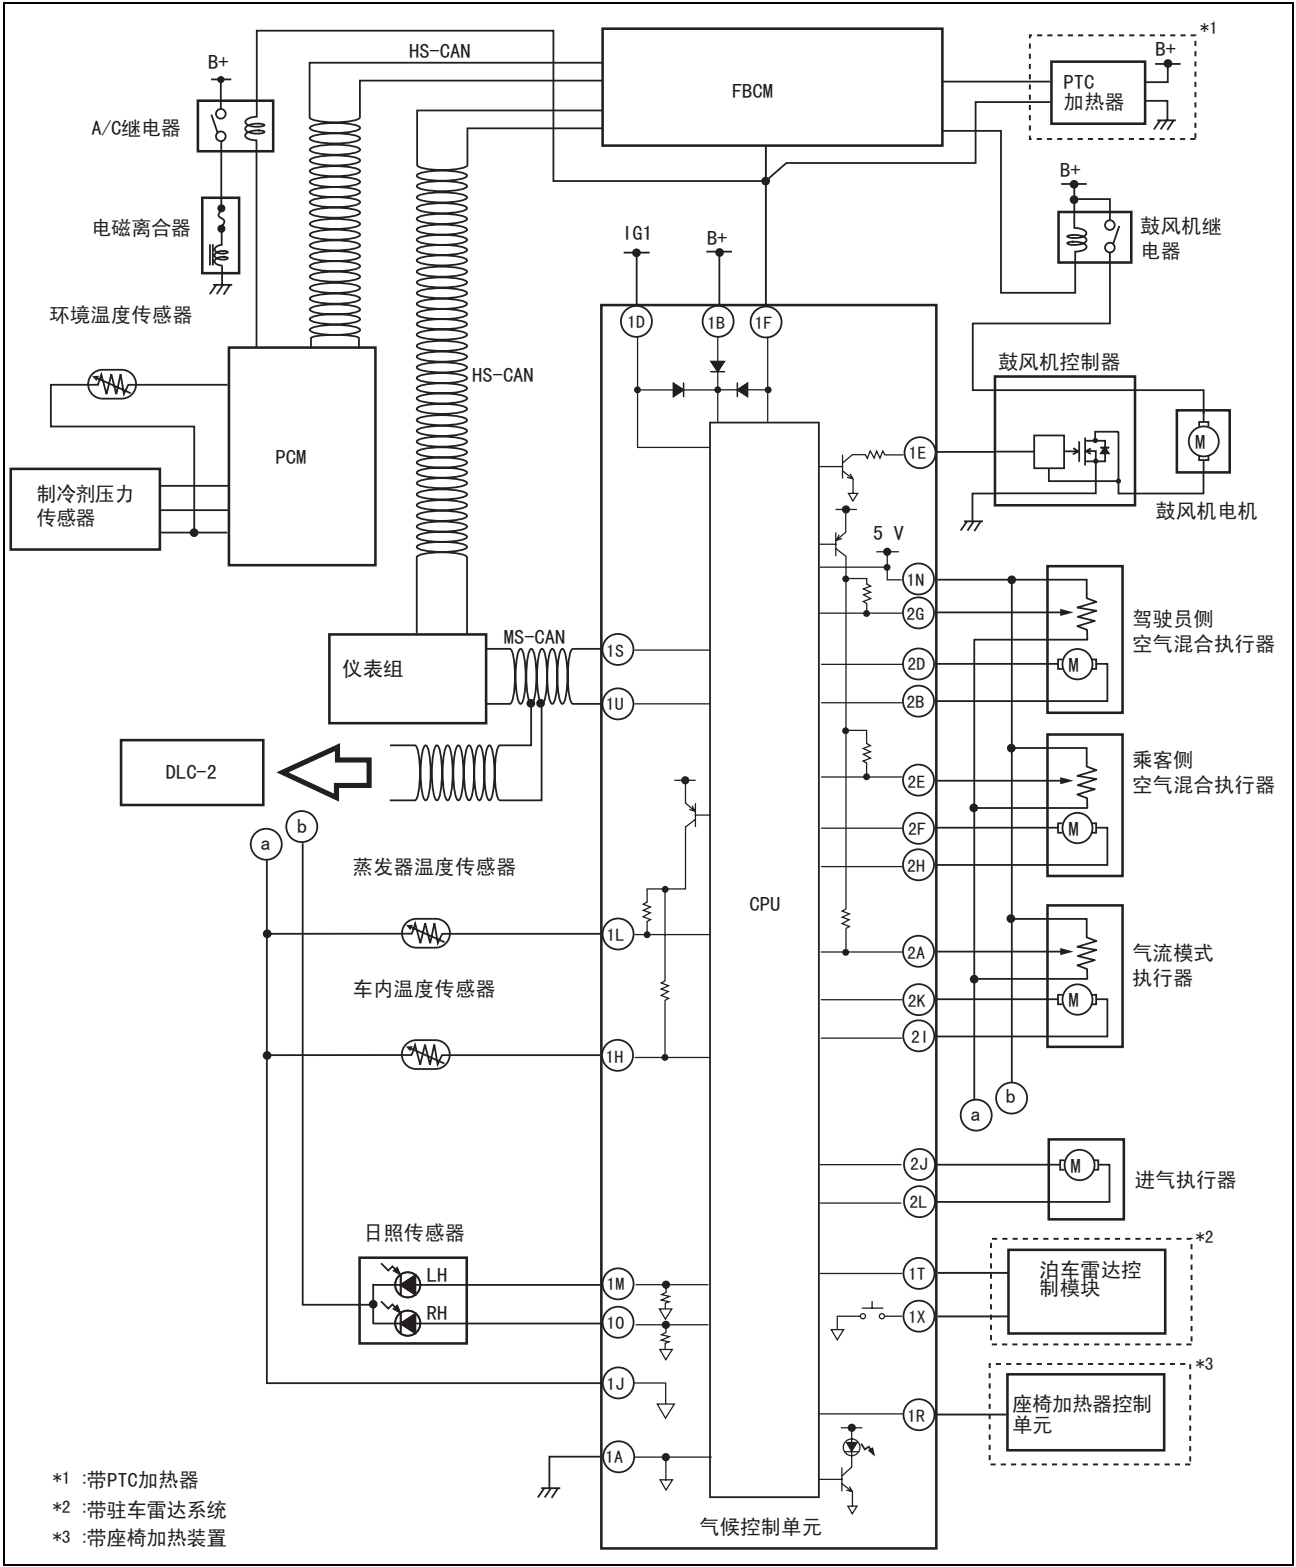 *1
HS-CAN
B+
FBCM
B+
PTC
加热器
A/C继电器
B+
电磁离合器
鼓风机继
电器
IG1
B+
环境温度传感器
1D
1B
1F
鼓风机控制器
HS-CAN
PCM
1E
M
制冷剂压力
传感器
鼓风机电机
5 V
1N
2G
驾驶员侧
空气混合执行器
MS-CAN
1S
仪表组
2D
M
1U
2B
DLC-2
乘客侧
空气混合执行器
2E
b
a
2F
M
蒸发器温度传感器
2H
CPU
1L
2A
气流模式
执行器
车内温度传感器
2K
M
2I
1H
b
a
2J
M
进气执行器
2L
日照传感器
*2
1M
LH
1T
泊车雷达控
制模块
RH
1O
1X
*3
1J
座椅加热器控制
单元
1R
1A
*1 :带PTC加热器
*2 :带驻车雷达系统
*3 :带座椅加热装置
气候控制单元